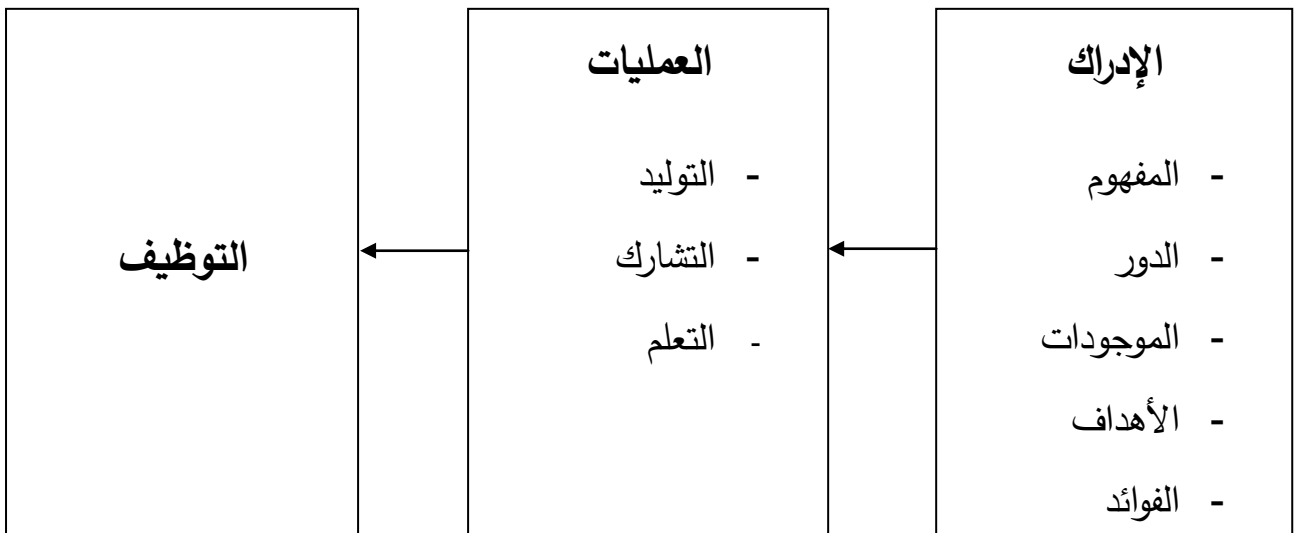 الإدراك
- المفهوم
- الدور
- الموجودات
- الأهداف
- الفوائد
العمليات
- التوليد
- التشارك
- التعلم
التوظيف